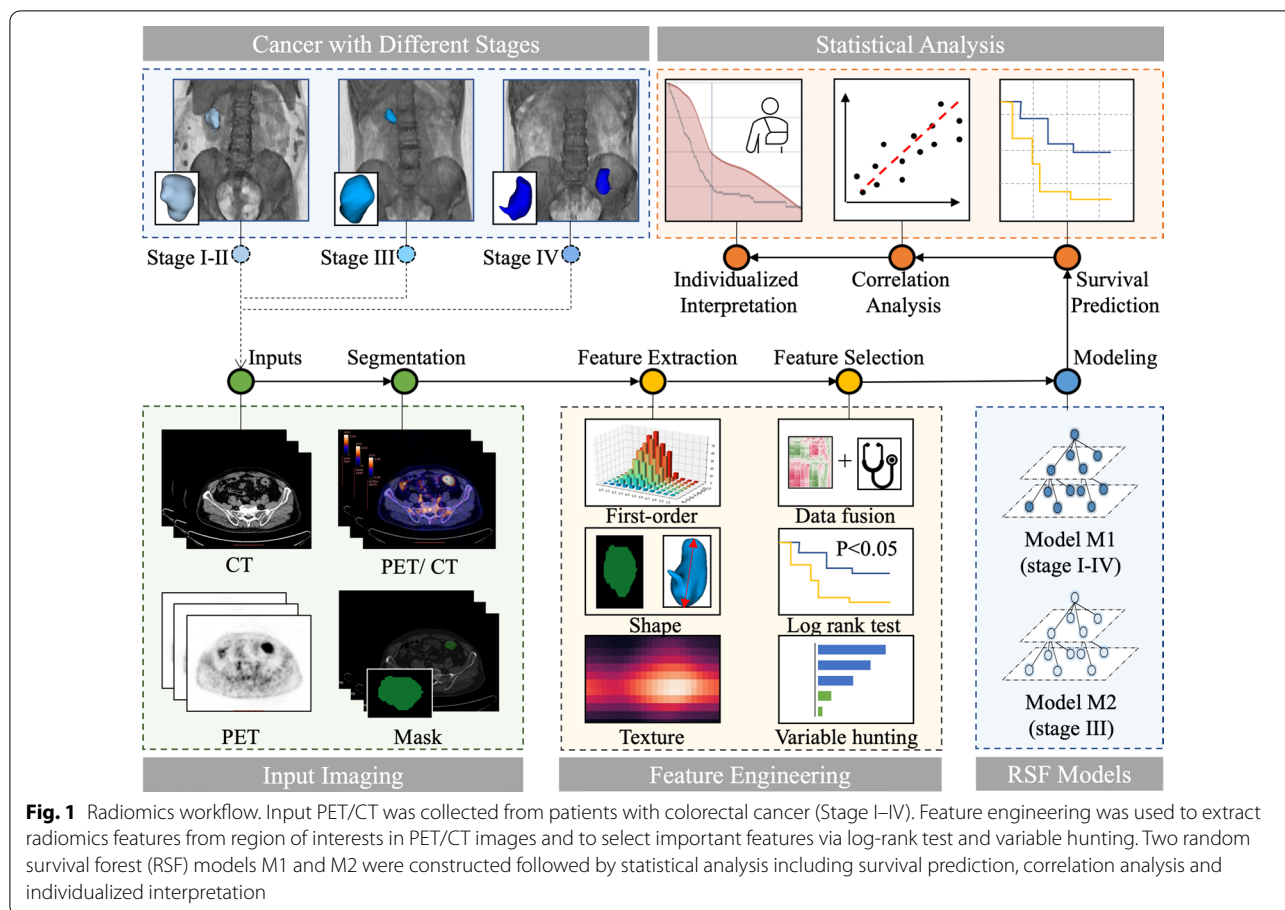 Cancer with Different Stages
Statistical Analysis
Stage I-II
Stage III
Stage IV
Individualized
Interpretation
Correlation
Analysis
Survival
Prediction
Inputs
Segmentation
Feature Extraction
Feature Selection
Modeling
CT
PET/ CT
PET
Mask
First-order
Shape
Texture
+
Data fusion
P<0.05
Log rank test
Variable hunting
Model M1
(stage I-IV)
Model M2
(stage III)
Input Imaging
Feature Engineering
RSF Models
Fig. 1 Radiomics workflow. Input PET/CT was collected from patients with colorectal cancer (Stage I–IV). Feature engineering was used to extract
radiomics features from region of interests in PET/CT images and to select important features via log-rank test and variable hunting. Two random
survival forest (RSF) models M1 and M2 were constructed followed by statistical analysis including survival prediction, correlation analysis and
individualized interpretation